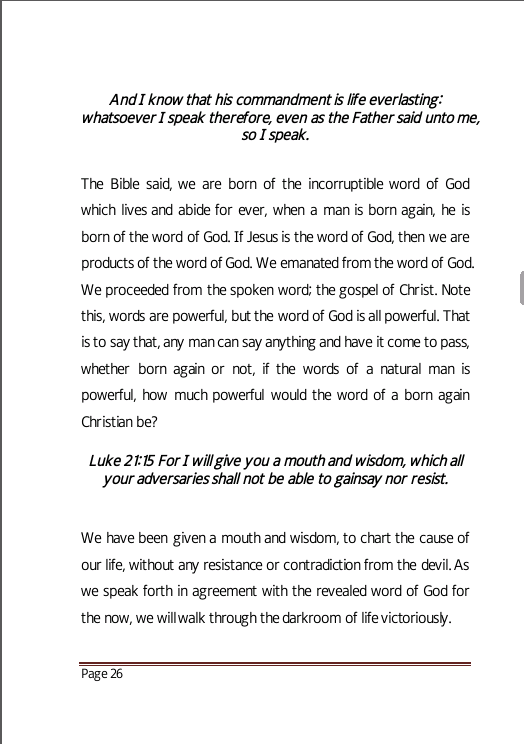 And I know that his commandment is life everlasting:
whatsoever I speak therefore, even as the Father said unto me,
so I speak.
The Bible said, we are born of the incorruptible word of God
which lives and abide for ever, when a man is born again, he is
born of the word of God. If Jesus is the word of God, then we are
products of the word of God. We emanated from the word of God.
We proceeded from the spoken word; the gospel of Christ. Note
this, words are powerful, but the word of God is all powerful. That
is to say that, any man can say anything and have it come to pass,
whether born again or not, if the words of a natural man is
powerful, how much powerful would the word of a born again
Christian be?
Luke 21:15 For I will give you a mouth and wisdom, which all
your adversaries shall not be able to gainsay nor resist.
We have been given a mouth and wisdom, to chart the cause of
our life, without any resistance or contradiction from the devil. As
we speak forth in agreement with the revealed word of God for
the now, we will walk through the darkroom of life victoriously.
Page 26